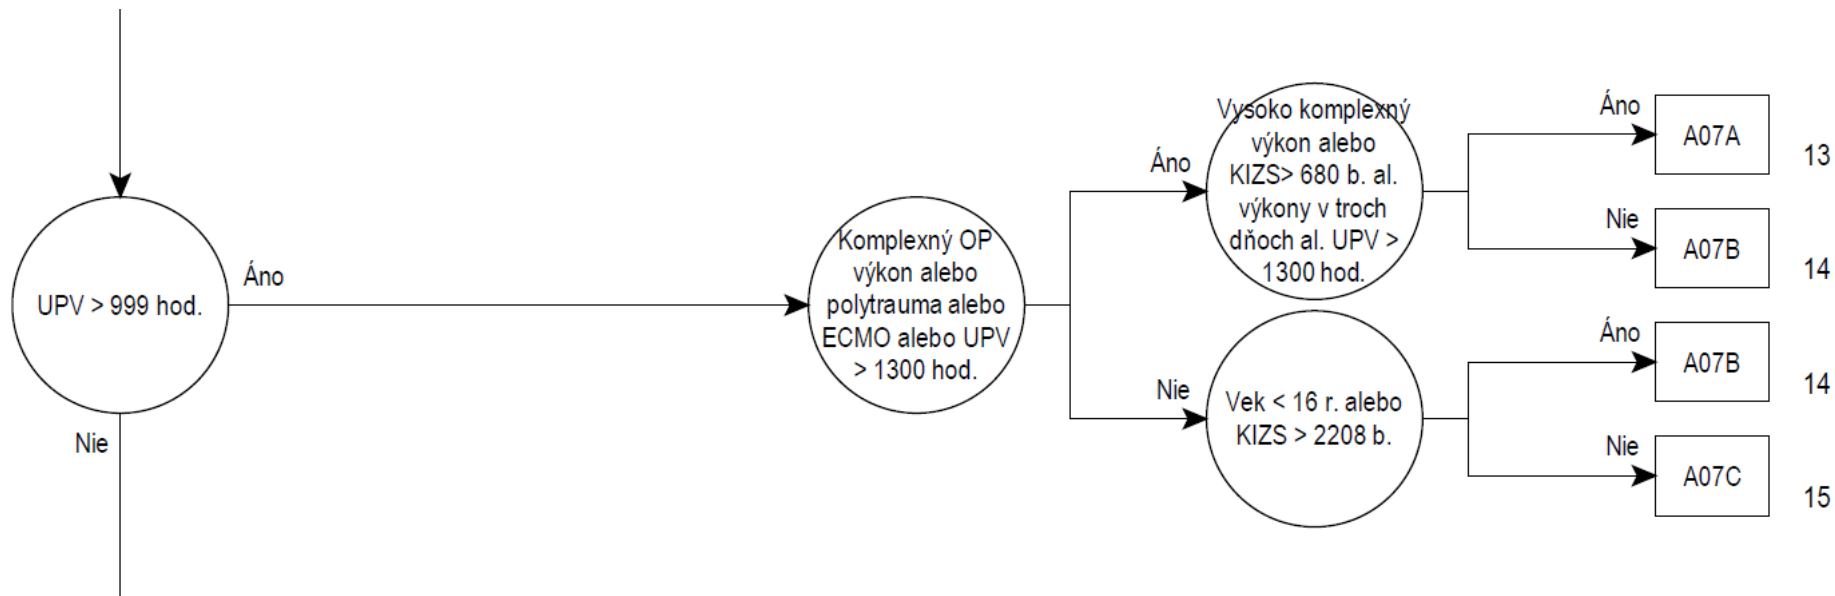 UPV > 999 hod.
Áno
Nie
Komplexný OP
výkon alebo
polytrauma alebo
ECMO alebo UPV
> 1300 hod.
Áno
Nie
Vysoko komplexný
výkon alebo
KIZS> 680 b. al.
výkony v troch
dňoch al. UPV >
1300 hod.
Áno
A07A
13
Nie
A07B
14
Vek < 16 r. alebo
KIZS > 2208 b.
Áno
A07B
14
Nie
A07C
15